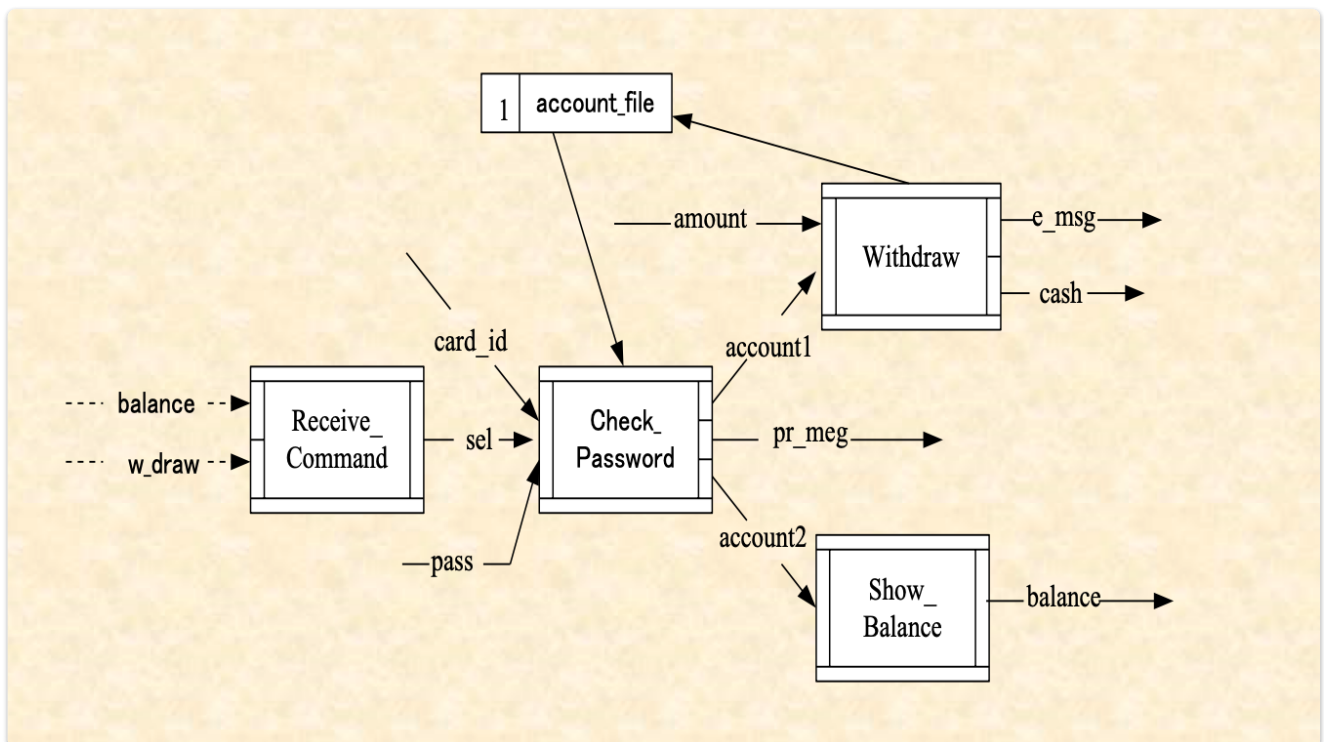 1
account_file
amount
Withdraw
e_msg
cash
card_id
account1
balance
w_draw
Receive_
Command
sel
Check_
Password
pr_meg
pass
account2
Show_
Balance
balance